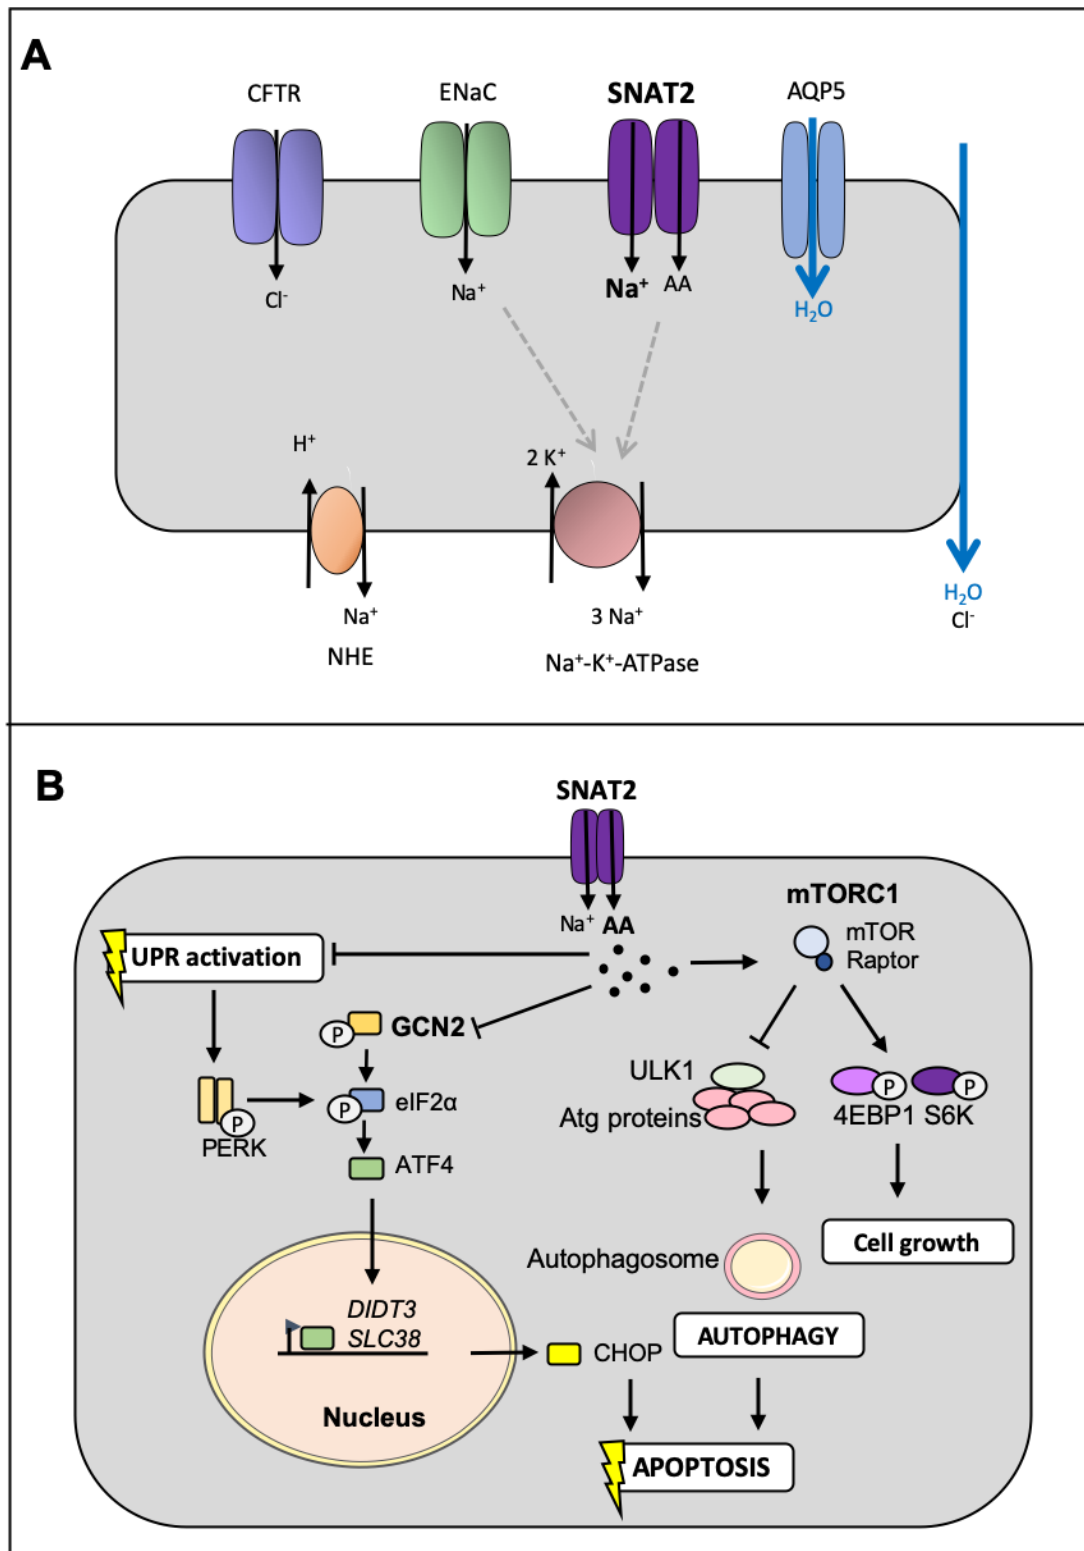 A
CFTR
ENaC
SNAT2
AQP5
Cl⁻
Na⁺
Na⁺
AA
H₂O
H⁺
2 K⁺
Na⁺
3 Na⁺
NHE
Na⁺-K⁺-ATPase
H₂O
Cl⁻
B
SNAT2
Na⁺ AA
mTORC1
mTOR
Raptor
UPR activation
P
GCN2
P
eIF2α
P
PERK
ATF4
ULK1
Atg proteins
P
P
4EBP1 S6K
Cell growth
Autophagosome
DIDT3
SLC38
Nucleus
CHOP
AUTOPHAGY
APOPTOSIS